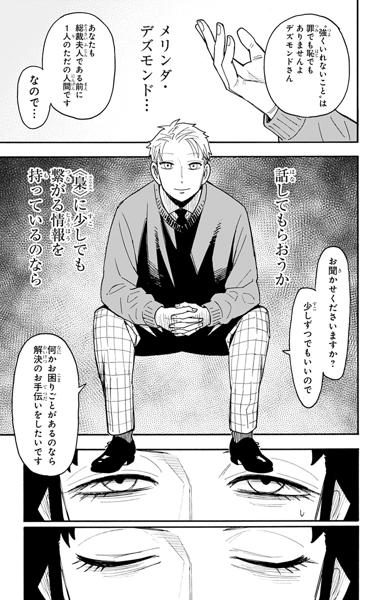 “強くいれないこと”は
罪でも恥でも
ありませんよ
デズモンドさん
あなたも
総裁夫人である前に
1人のただの人間です
なので…
メリンダ・
デズモンド…
話してもらおうか
《梟》に少しでも
繋がる情報を
持っているのなら
お聞かせくださいますか？
少しずつでもいいので
何かお困りごとがあるのなら
解決のお手伝いをしたいです